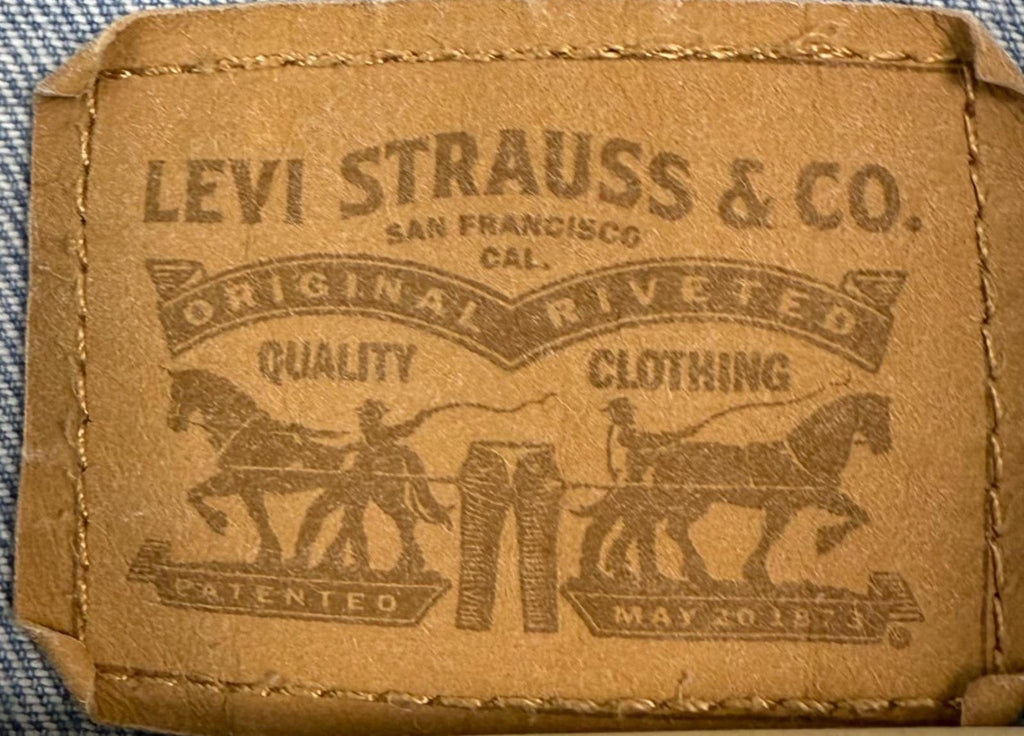 LEVI STRAUSS & CO.
SAN FRANCISCO
CAL.
ORIGINAL RIVETED
QUALITY CLOTHING
PATENTED MAY 20 1873